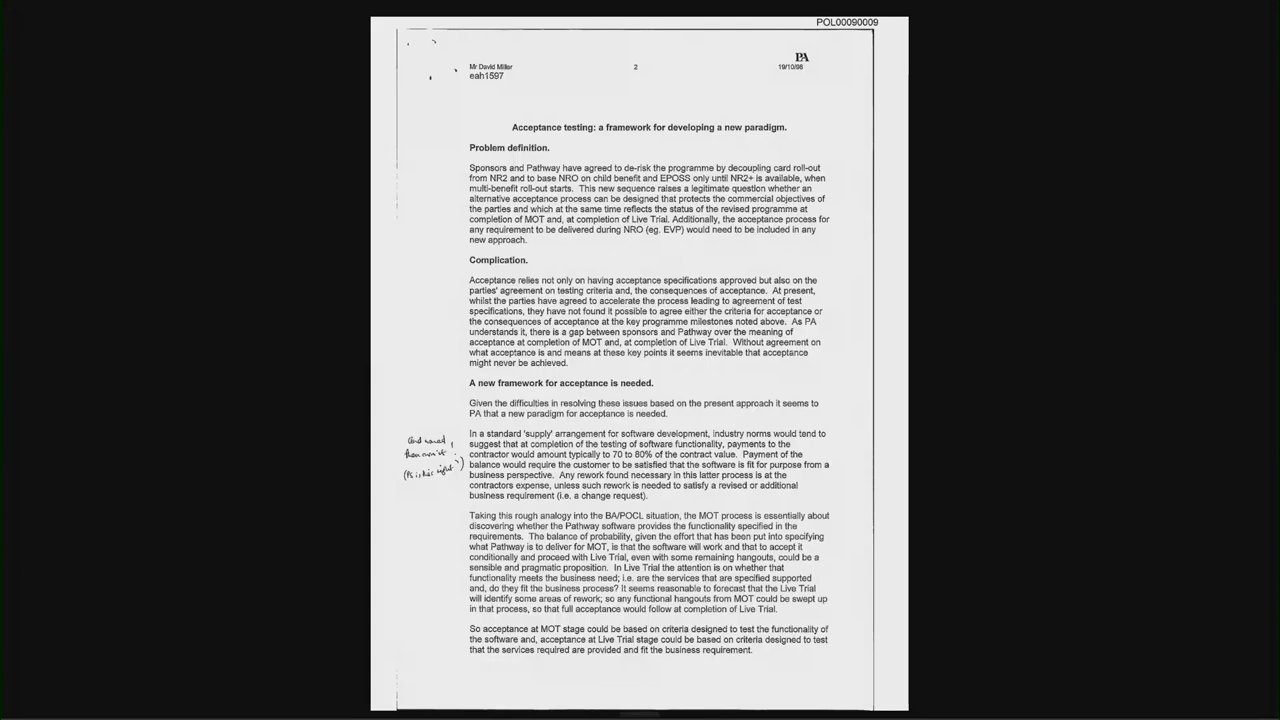 POL00090009
PA
Mr David Miller 2 19/10/98
eah1597
Acceptance testing: a framework for developing a new paradigm.
Problem definition.
Sponsors and Pathway have agreed to de-risk the programme by decoupling card roll-out
from NR2 and to base NRO on child benefit and EPOSS only until NR2+ is available, when
multi-benefit roll-out starts. This new sequence raises a legitimate question whether an
alternative acceptance process can be designed that protects the commercial objectives of
the parties and which at the same time reflects the status of the revised programme at
completion of MOT and, at completion of Live Trial. Additionally, the acceptance process for
any requirement to be delivered during NRO (eg. EVP) would need to be included in any
new approach.
Complication.
Acceptance relies not only on having acceptance specifications approved but also on the
parties' agreement on testing criteria and, the consequences of acceptance. At present,
whilst the parties have agreed to accelerate the process leading to agreement of test
specifications, they have not found it possible to agree either the criteria for acceptance or
the consequences of acceptance at the key programme milestones noted above. As PA
understands it, there is a gap between sponsors and Pathway over the meaning of
acceptance at completion of MOT and, at completion of Live Trial. Without agreement on
what acceptance is and means at these key points it seems inevitable that acceptance
might never be achieved.
A new framework for acceptance is needed.
Given the difficulties in resolving these issues based on the present approach it seems to
PA that a new paradigm for acceptance is needed.
In a standard 'supply' arrangement for software development, industry norms would tend to
suggest that at completion of the testing of software functionality, payments to the
contractor would amount typically to 70 to 80% of the contract value. Payment of the
balance would require the customer to be satisfied that the software is fit for purpose from a
business perspective. Any rework found necessary in this latter process is at the
contractors expense, unless such rework is needed to satisfy a revised or additional
business requirement (i.e. a change request).
Taking this rough analogy into the BA/POCL situation, the MOT process is essentially about
discovering whether the Pathway software provides the functionality specified in the
requirements. The balance of probability, given the effort that has been put into specifying
what Pathway is to deliver for MOT, is that the software will work and that to accept it
conditionally and proceed with Live Trial, even with some remaining hangouts, could be a
sensible and pragmatic proposition. In Live Trial the attention is on whether that
functionality meets the business need; i.e. are the services that are specified supported
and, do they fit the business process? It seems reasonable to forecast that the Live Trial
will identify some areas of rework; so any functional hangouts from MOT could be swept up
in that process, so that full acceptance would follow at completion of Live Trial.
So acceptance at MOT stage could be based on criteria designed to test the functionality of
the software and, acceptance at Live Trial stage could be based on criteria designed to test
that the services required are provided and fit the business requirement.